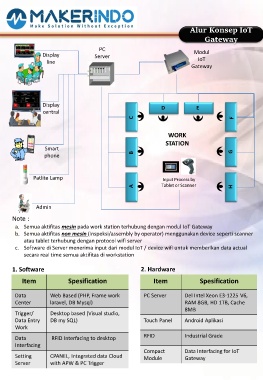 MAKERINDO
Make Solution Without Exception
Alur Konsep IoT
Gateway
PC
Server
Modul
IoT
Gateway
Display
line
Display
central
Smart
phone
Patlite Lamp
Admin
D E
C F
B G
A H
WORK
STATION
Input Process by
Tablet or Scanner
Note :
a. Semua aktifitas mesin pada work station terhubung dengan modul IoT Gateway
b. Semua aktifitas non mesin (inspeksi/assembly by operator) menggunakan device seperti scanner
atau tablet terhubung dengan protocol wifi server
c. Software di Server menerima input dari modul IoT / device wifi untuk memberikan data actual
secara real time semua aktifitas di workstation
1. Software
Item Spesification
Data
Center
Web Based (PHP, Frame work
laravel, DB Mysql)
Trigger/
Data Entry
Work
Desktop based (Visual studio,
DB my SQL)
Data
Interfacing
RFID Interfacing to desktop
Setting
Server
CPANEL, Integrated data Cloud
with APW & PC Trigger
2. Hardware
Item Spesification
PC Server
Dell Intel Xeon E3-1225 V6,
RAM 8GB, HD 1TB, Cache
8MB
Touch Panel Android Aplikasi
RFID Industrial Grade
Compact
Module
Data Interfacing for IoT
Gateway